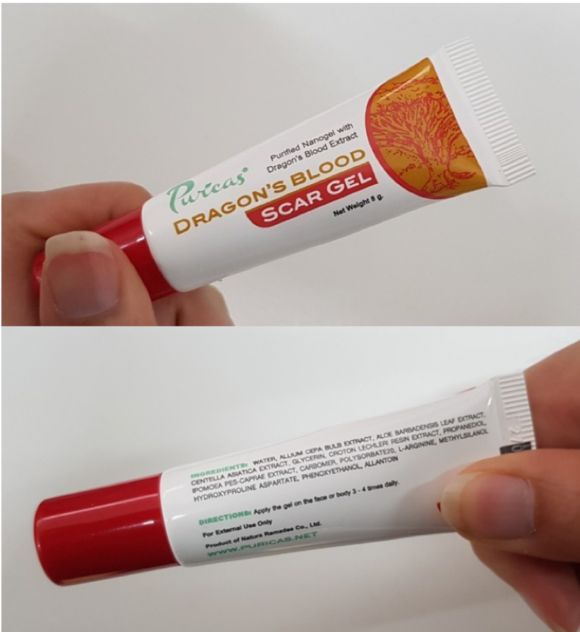 Puricas®
Purified Nanogel with
Dragon's Blood Extract
DRAGON'S BLOOD
SCAR GEL
Net Weight 8 g.
INGREDIENTS: WATER, ALLIUM CEPA BULB EXTRACT, ALOE BARBADENSIS LEAF EXTRACT,
CENTELLA ASIATICA EXTRACT, GLYCERIN, CROTON LECHLERI RESIN EXTRACT, PROPANEDIOL,
IPOMOEA PES-CAPRAE EXTRACT, CARBOMER, POLYSORBATE20, L-ARGININE, METHYLSILANOL
HYDROXYPROLINE ASPARTATE, PHENOXYETHANOL, ALLANTOIN
DIRECTIONS: Apply the gel on the face or body 3 - 4 times daily.
For External Use Only
Product of Nature Remedies Co., Ltd.
WWW.PURICAS.NET